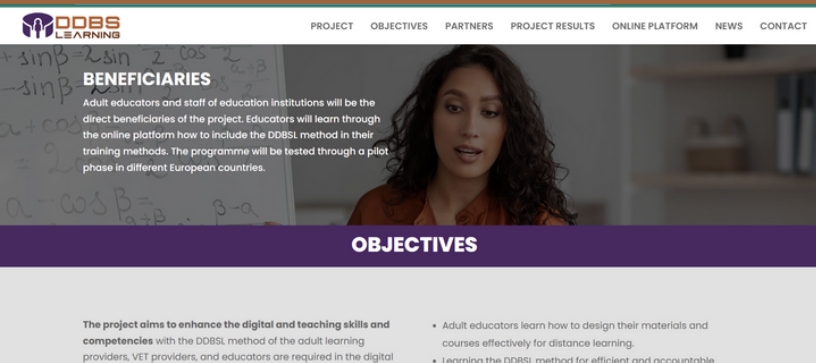 DDBS
LEARNING
PROJECT OBJECTIVES PARTNERS PROJECT RESULTS ONLINE PLATFORM NEWS CONTACT
BENEFICIARIES
Adult educators and staff of education institutions will be the
direct beneficiaries of the project. Educators will learn through
the online platform how to include the DDBSL method in their
training methods. The programme will be tested through a pilot
phase in different European countries.
OBJECTIVES
The project aims to enhance the digital and teaching skills and
competencies with the DDBSL method of the adult learning
providers, VET providers, and educators are required in the digital
• Adult educators learn how to design their materials and
courses effectively for distance learning.
• Learning the DDBSL method for efficient and accountable